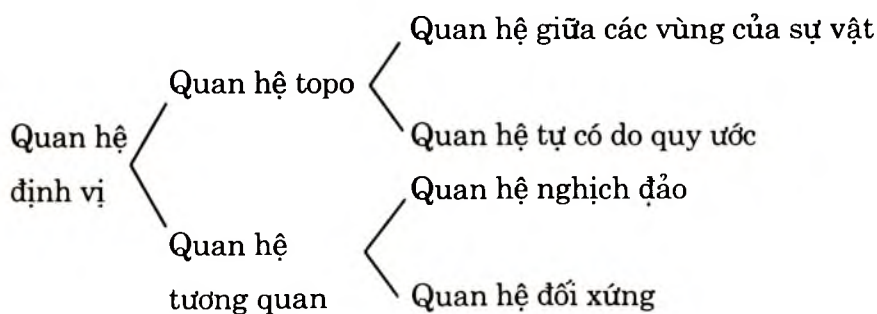 Quan hệ giữa các vùng của sự vật
Quan hệ topo
Quan hệ tự có do quy ước
Quan hệ
định vị
Quan hệ nghịch đảo
Quan hệ
tương quan
Quan hệ đối xứng